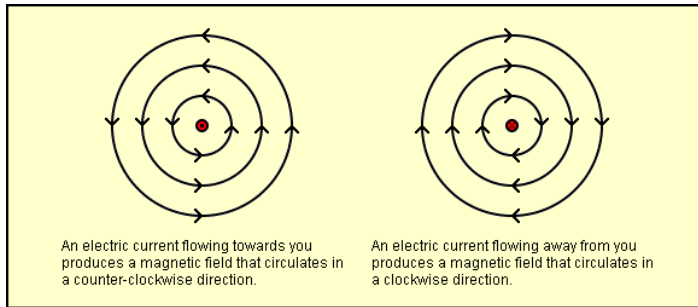 An electric current flowing towards you
produces a magnetic field that circulates in
a counter-clockwise direction.
An electric current flowing away from you
produces a magnetic field that circulates in
a clockwise direction.